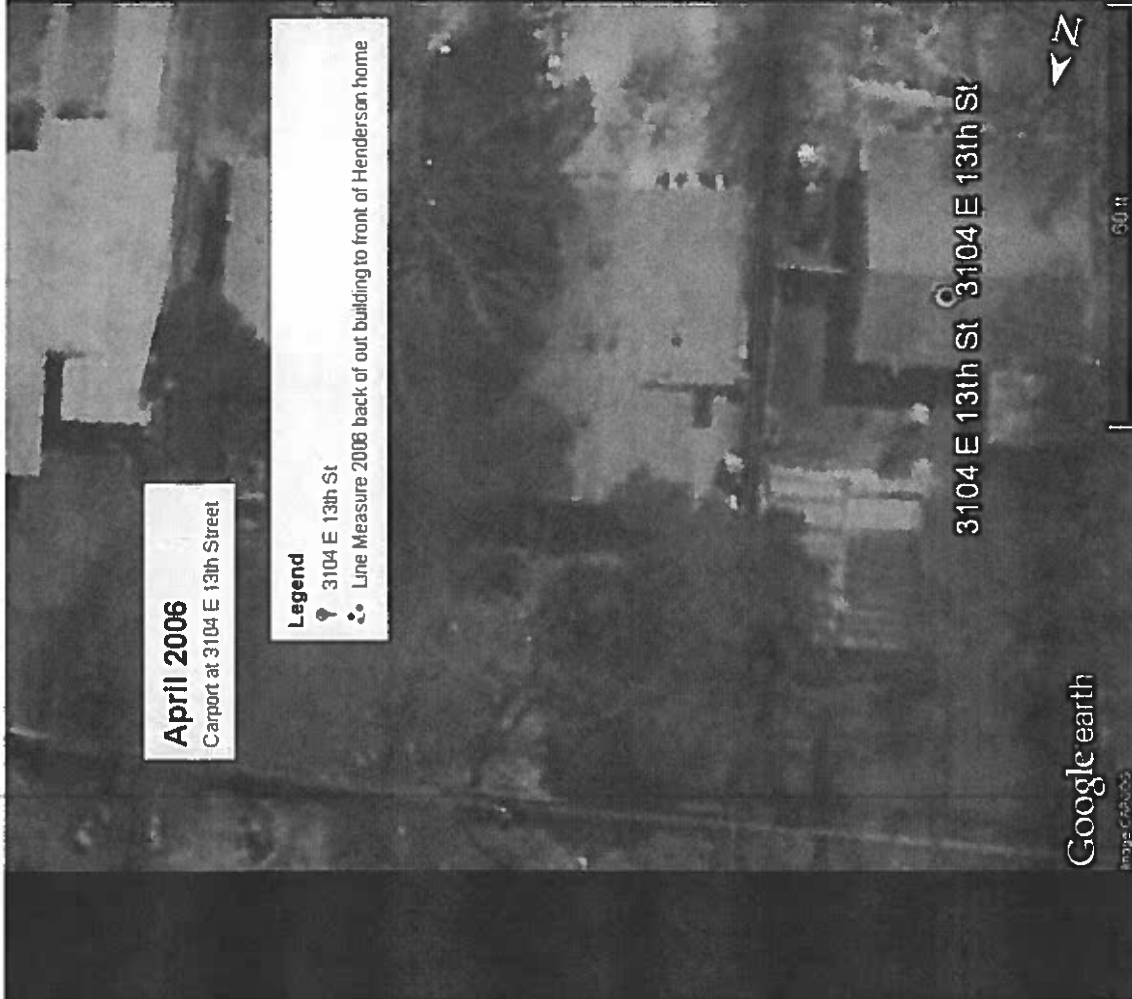 April 2006
Carport at 3104 E 13th Street
Legend
3104 E 13th St
Line Measure 2006 back of out building to front of Henderson home
3104 E 13th St 3104 E 13th St
Google earth
60 ft
N